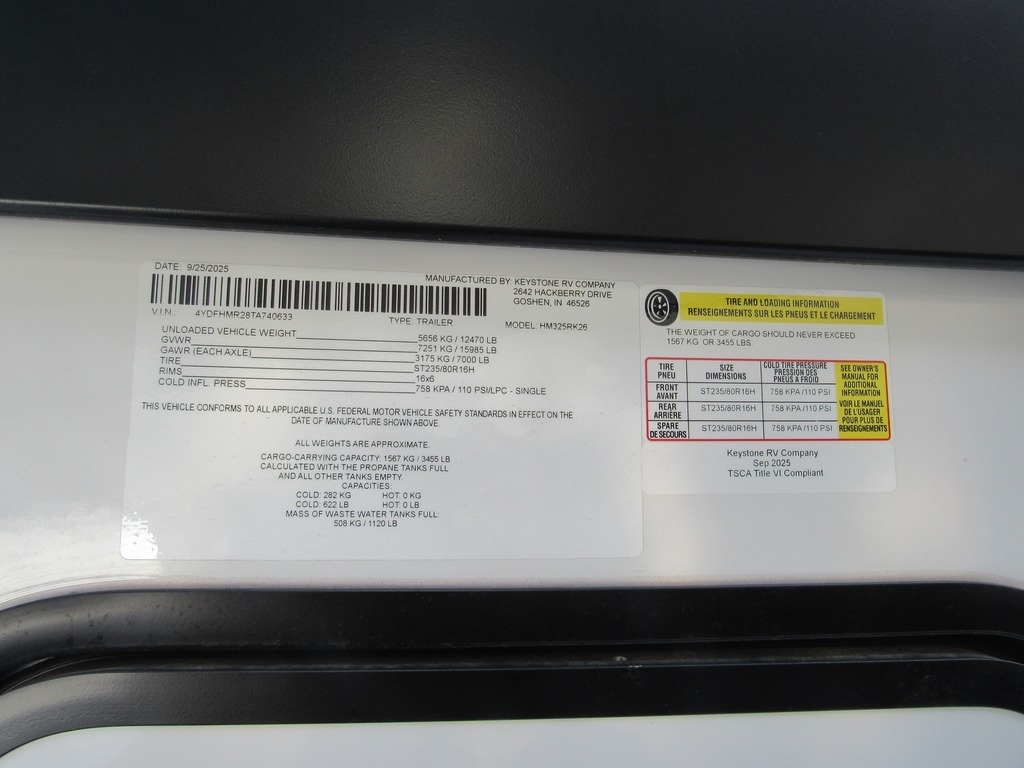 DATE: 9/25/2025
MANUFACTURED BY: KEYSTONE RV COMPANY
2642 HACKBERRY DRIVE
GOSHEN, IN 46526
V.I.N.: 4YDFHMR28TA740633
TYPE: TRAILER
MODEL: HM325RK26
UNLOADED VEHICLE WEIGHT 5656 KG / 12470 LB
GVWR 7251 KG / 15985 LB
GAWR (EACH AXLE) 3175 KG / 7000 LB
TIRE ST235/80R16H
RIMS 16x6
COLD INFL. PRESS 758 KPA / 110 PSI/LPC - SINGLE
THIS VEHICLE CONFORMS TO ALL APPLICABLE U.S. FEDERAL MOTOR VEHICLE SAFETY STANDARDS IN EFFECT ON THE
DATE OF MANUFACTURE SHOWN ABOVE.
ALL WEIGHTS ARE APPROXIMATE.
CARGO-CARRYING CAPACITY: 1567 KG / 3455 LB
CALCULATED WITH THE PROPANE TANKS FULL
AND ALL OTHER TANKS EMPTY.
CAPACITIES:
COLD: 282 KG HOT: 0 KG
COLD: 622 LB HOT: 0 LB
MASS OF WASTE WATER TANKS FULL:
508 KG / 1120 LB
TIRE AND LOADING INFORMATION
RENSEIGNEMENTS SUR LES PNEUS ET LE CHARGEMENT
THE WEIGHT OF CARGO SHOULD NEVER EXCEED
1567 KG OR 3455 LBS
TIRE
PNEU
SIZE
DIMENSIONS
COLD TIRE PRESSURE
PRESSION DES
PNEUS A FROID
FRONT
AVANT
ST235/80R16H
758 KPA /110 PSI
REAR
ARRIÈRE
ST235/80R16H
758 KPA /110 PSI
SPARE
DE SECOURS
ST235/80R16H
758 KPA /110 PSI
SEE OWNER'S
MANUAL FOR
ADDITIONAL
INFORMATION
VOIR LE MANUEL
DE L'USAGER
POUR PLUS DE
RENSEIGNEMENTS
Keystone RV Company
Sep 2025
TSCA Title VI Compliant